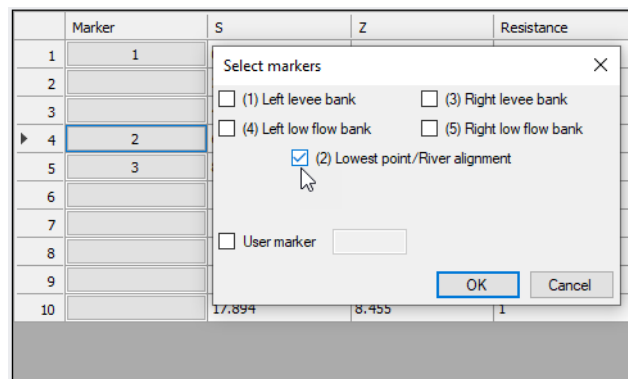 Marker S Z Resistance
1 1
Select markers
2
(1) Left levee bank (3) Right levee bank
3
4 2
(4) Left low flow bank (5) Right low flow bank
5 3
(2) Lowest point/River alignment
6
7
8
User marker
9
OK Cancel
10 17.894 8.455 1